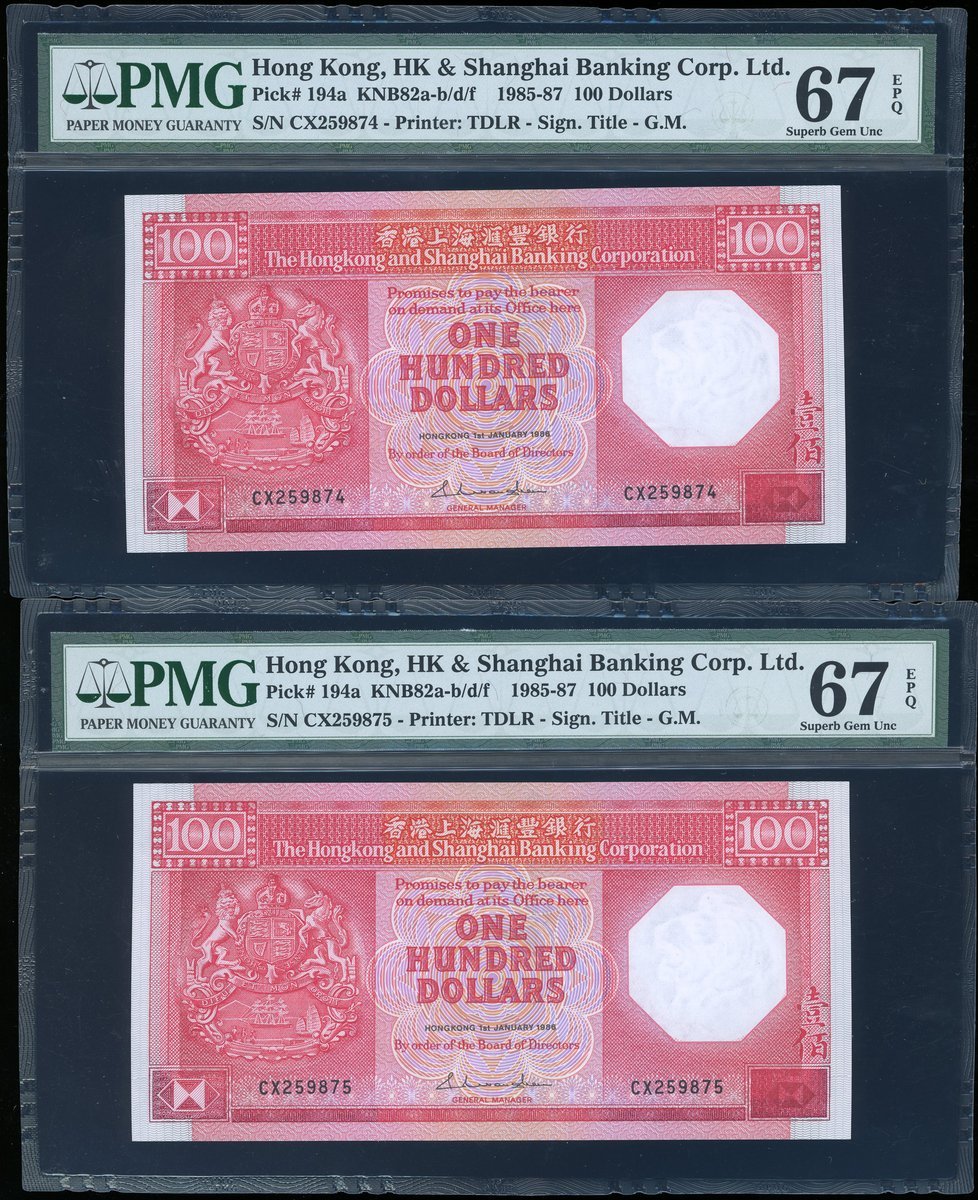 PMG
PAPER MONEY GUARANTY
Hong Kong, HK & Shanghai Banking Corp. Ltd.
Pick# 194a KNB82a-b/d/f 1985-87 100 Dollars
S/N CX259874 - Printer: TDLR - Sign. Title - G.M.
67
EPQ
Superb Gem Unc
100
香港上海滙豐銀行
The Hongkong and Shanghai Banking Corporation
100
Promises to pay the bearer
on demand at its Office here
ONE
HUNDRED
DOLLARS
HONGKONG 1st JANUARY 1986
By order of the Board of Directors
GENERAL MANAGER
壹佰
CX259874
CX259874
PMG
PAPER MONEY GUARANTY
Hong Kong, HK & Shanghai Banking Corp. Ltd.
Pick# 194a KNB82a-b/d/f 1985-87 100 Dollars
S/N CX259875 - Printer: TDLR - Sign. Title - G.M.
67
EPQ
Superb Gem Unc
100
香港上海滙豐銀行
The Hongkong and Shanghai Banking Corporation
100
Promises to pay the bearer
on demand at its Office here
ONE
HUNDRED
DOLLARS
HONGKONG 1st JANUARY 1986
By order of the Board of Directors
GENERAL MANAGER
壹佰
CX259875
CX259875